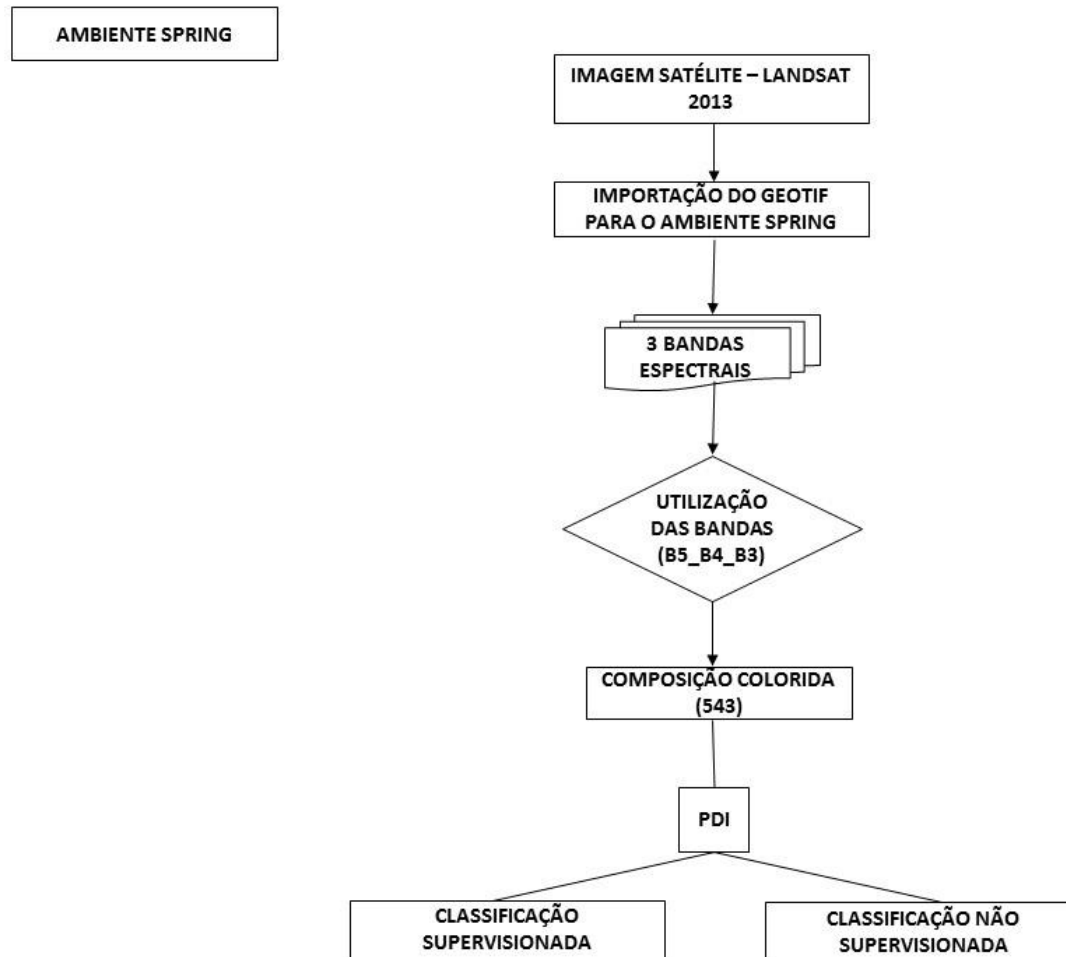 AMBIENTE SPRING
IMAGEM SATÉLITE – LANDSAT
2013
IMPORTAÇÃO DO GEOTIF
PARA O AMBIENTE SPRING
3 BANDAS
ESPECTRAIS
UTILIZAÇÃO
DAS BANDAS
(B5_B4_B3)
COMPOSIÇÃO COLORIDA
(543)
PDI
CLASSIFICAÇÃO
SUPERVISIONADA
CLASSIFICAÇÃO NÃO
SUPERVISIONADA